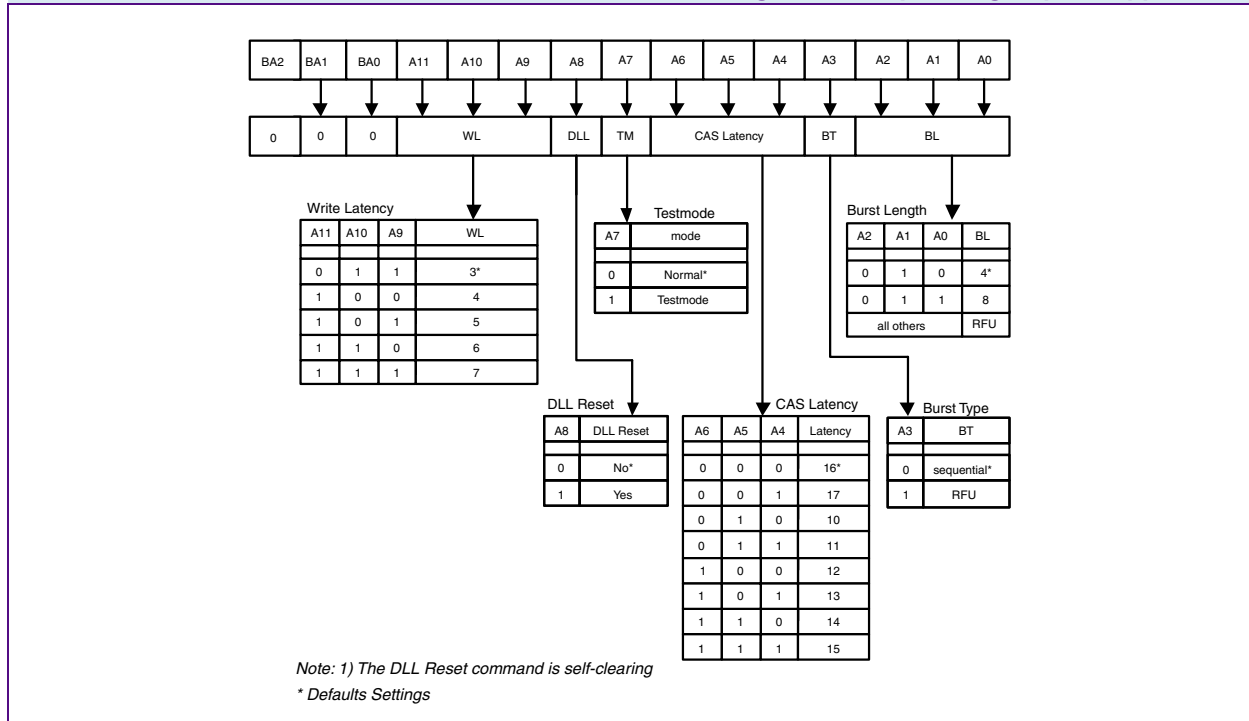 BA2 BA1 BA0 A11 A10 A9 A8 A7 A6 A5 A4 A3 A2 A1 A0
0 0 0 WL DLL TM CAS Latency BT BL
Write Latency
A11 A10 A9 WL
0 1 1 3*
1 0 0 4
1 0 1 5
1 1 0 6
1 1 1 7
Testmode
A7 mode
0 Normal*
1 Testmode
Burst Length
A2 A1 A0 BL
0 1 0 4*
0 1 1 8
all others RFU
DLL Reset
A8 DLL Reset
0 No*
1 Yes
CAS Latency
A6 A5 A4 Latency
0 0 0 16*
0 0 1 17
0 1 0 10
0 1 1 11
1 0 0 12
1 0 1 13
1 1 0 14
1 1 1 15
Burst Type
A3 BT
0 sequential*
1 RFU
Note: 1) The DLL Reset command is self-clearing
* Defaults Settings